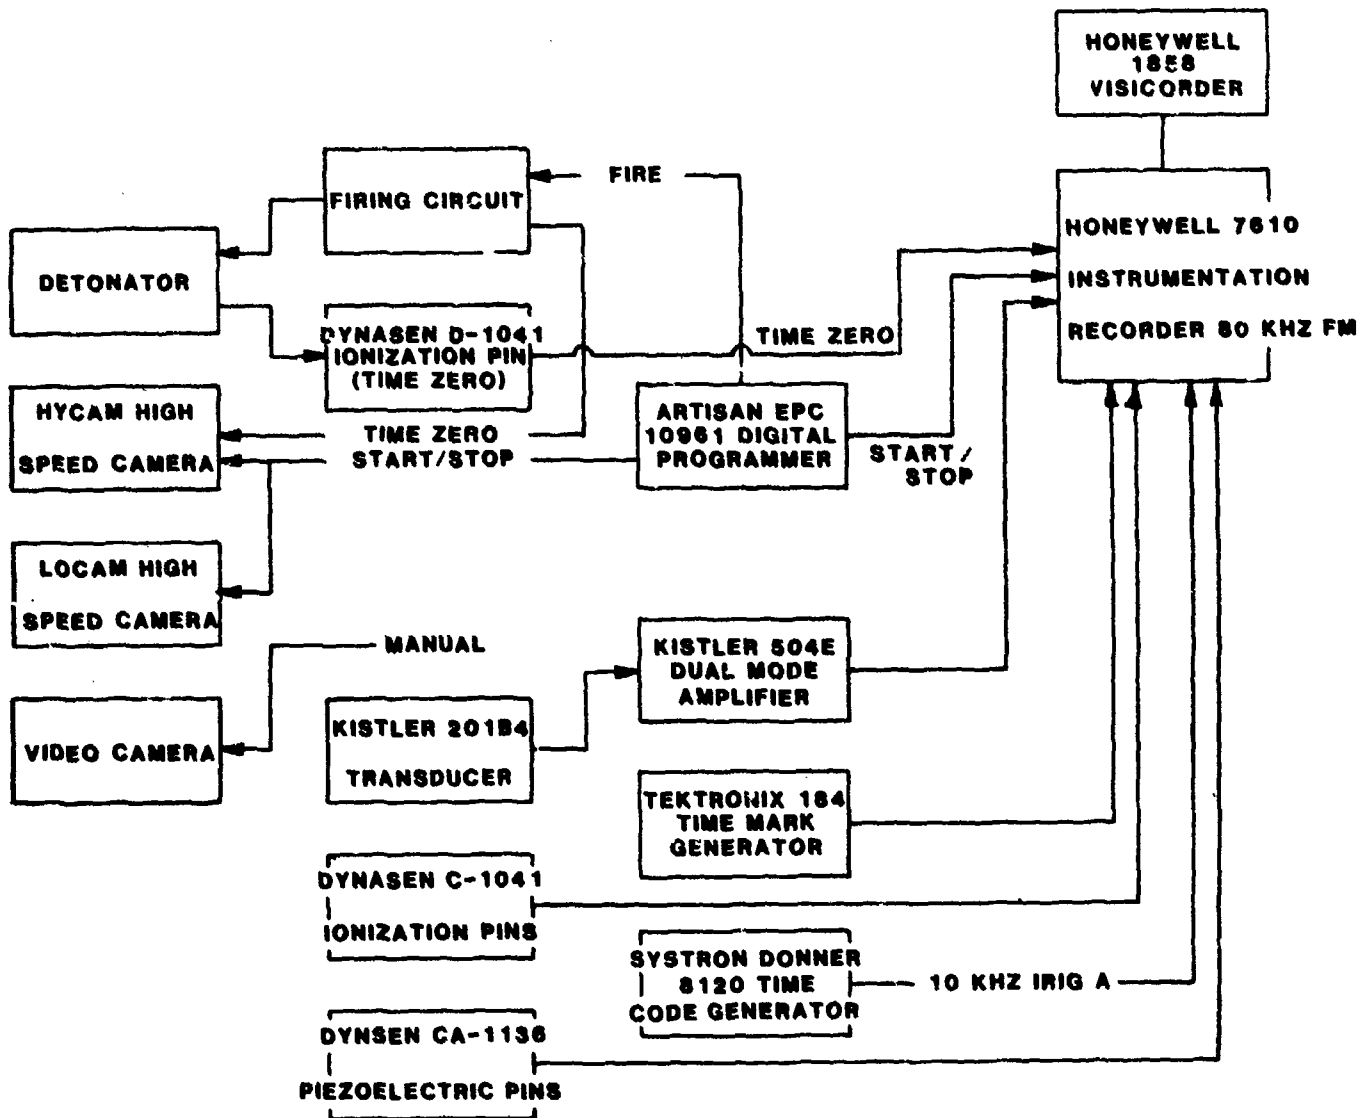 HONEYWELL
1858
VISICORDER
FIRING CIRCUIT
FIRE
HONEYWELL 7610
INSTRUMENTATION
RECORDER 80 KHZ FM
DETONATOR
DYNASEN D-1041
IONIZATION PIN
(TIME ZERO)
TIME ZERO
HYCAM HIGH
SPEED CAMERA
TIME ZERO
START/STOP
ARTISAN EPC
10961 DIGITAL
PROGRAMMER
START/
STOP
LOCAM HIGH
SPEED CAMERA
MANUAL
VIDEO CAMERA
KISTLER 504E
DUAL MODE
AMPLIFIER
KISTLER 201B4
TRANSDUCER
TEKTRONIX 184
TIME MARK
GENERATOR
DYNASEN C-1041
IONIZATION PINS
SYSTRON DONNER
8120 TIME
CODE GENERATOR
10 KHZ IRIG A
DYNSEN CA-1136
PIEZOELECTRIC PINS